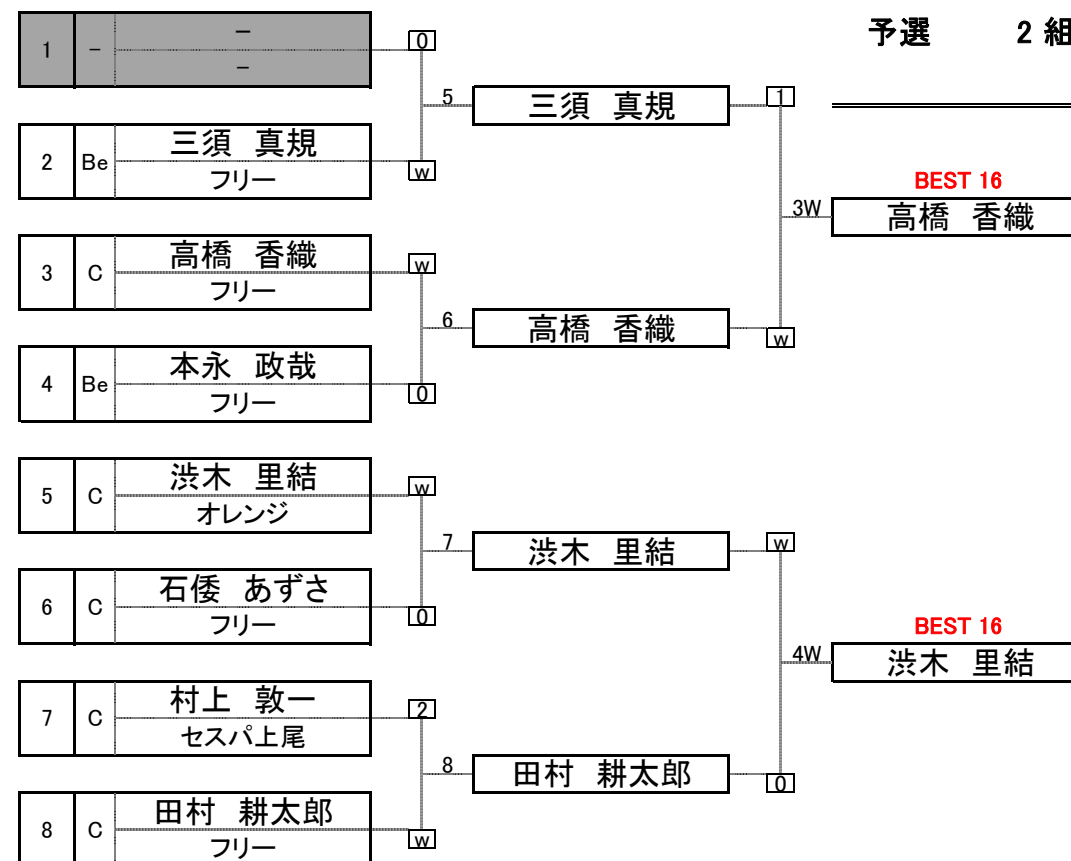 予選 2 組
1 - -
-
0
5 三須 真規 1
2 Be 三須 真規
フリー
w
BEST 16
3W 高橋 香織
3 C 高橋 香織
フリー
w
6 高橋 香織 w
4 Be 本永 政哉
フリー
0
5 C 渋木 里結
オレンジ
w
7 渋木 里結 w
6 C 石倭 あずさ
フリー
0
BEST 16
4W 渋木 里結
7 C 村上 敦一
セスパ上尾
2
8 田村 耕太郎 0
8 C 田村 耕太郎
フリー
w